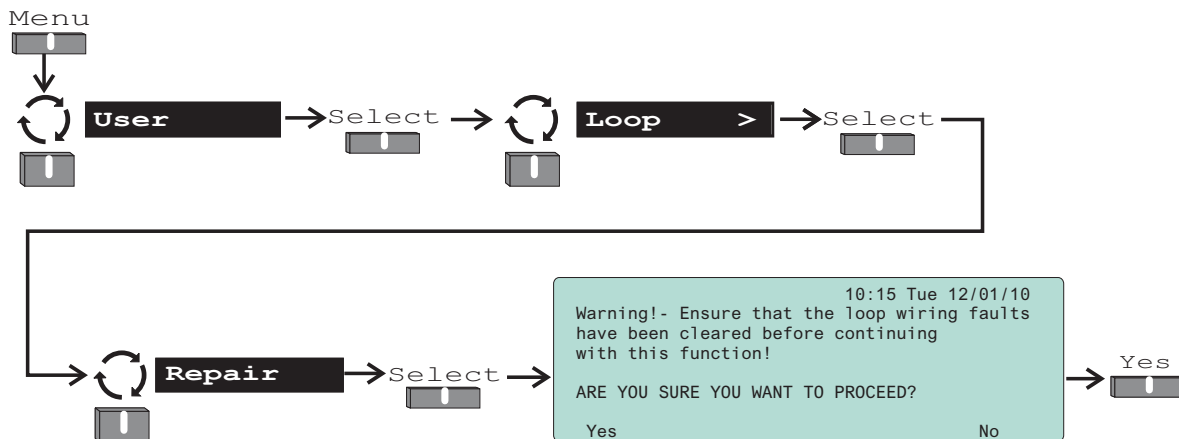 Menu
User
Select
Loop >
Select
Repair
Select
10:15 Tue 12/01/10
Warning!- Ensure that the loop wiring faults
have been cleared before continuing
with this function!
ARE YOU SURE YOU WANT TO PROCEED?
Yes No
Yes